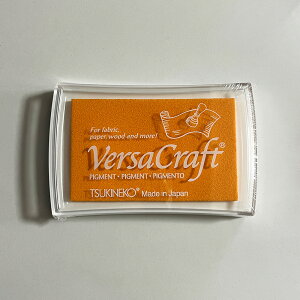 For fabric,
paper, wood and more!
VersaCraft®
PIGMENT • PIGMENT • PIGMENTO
TSUKINEKO® Made in Japan